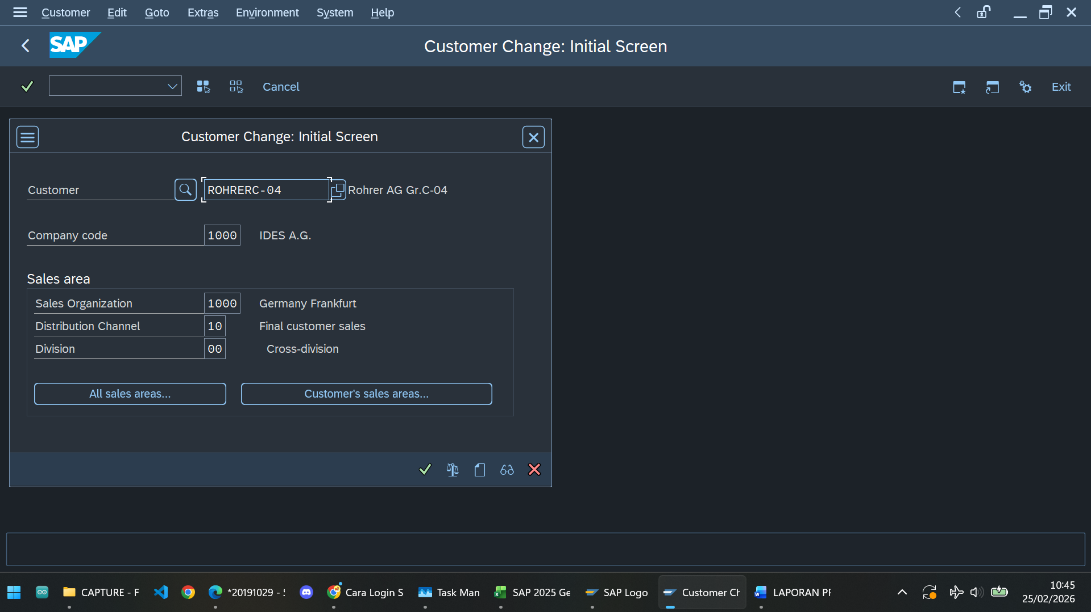 Customer Edit Goto Extras Environment System Help
SAP Customer Change: Initial Screen
Cancel Exit
Customer Change: Initial Screen
Customer ROHRERC-04 Rohrer AG Gr.C-04
Company code 1000 IDES A.G.
Sales area
Sales Organization 1000 Germany Frankfurt
Distribution Channel 10 Final customer sales
Division 00 Cross-division
All sales areas... Customer's sales areas...
CAPTURE - F *20191029 - Cara Login S Task Man SAP 2025 Ge SAP Logo Customer Ch LAPORAN PF
10:45
25/02/2026